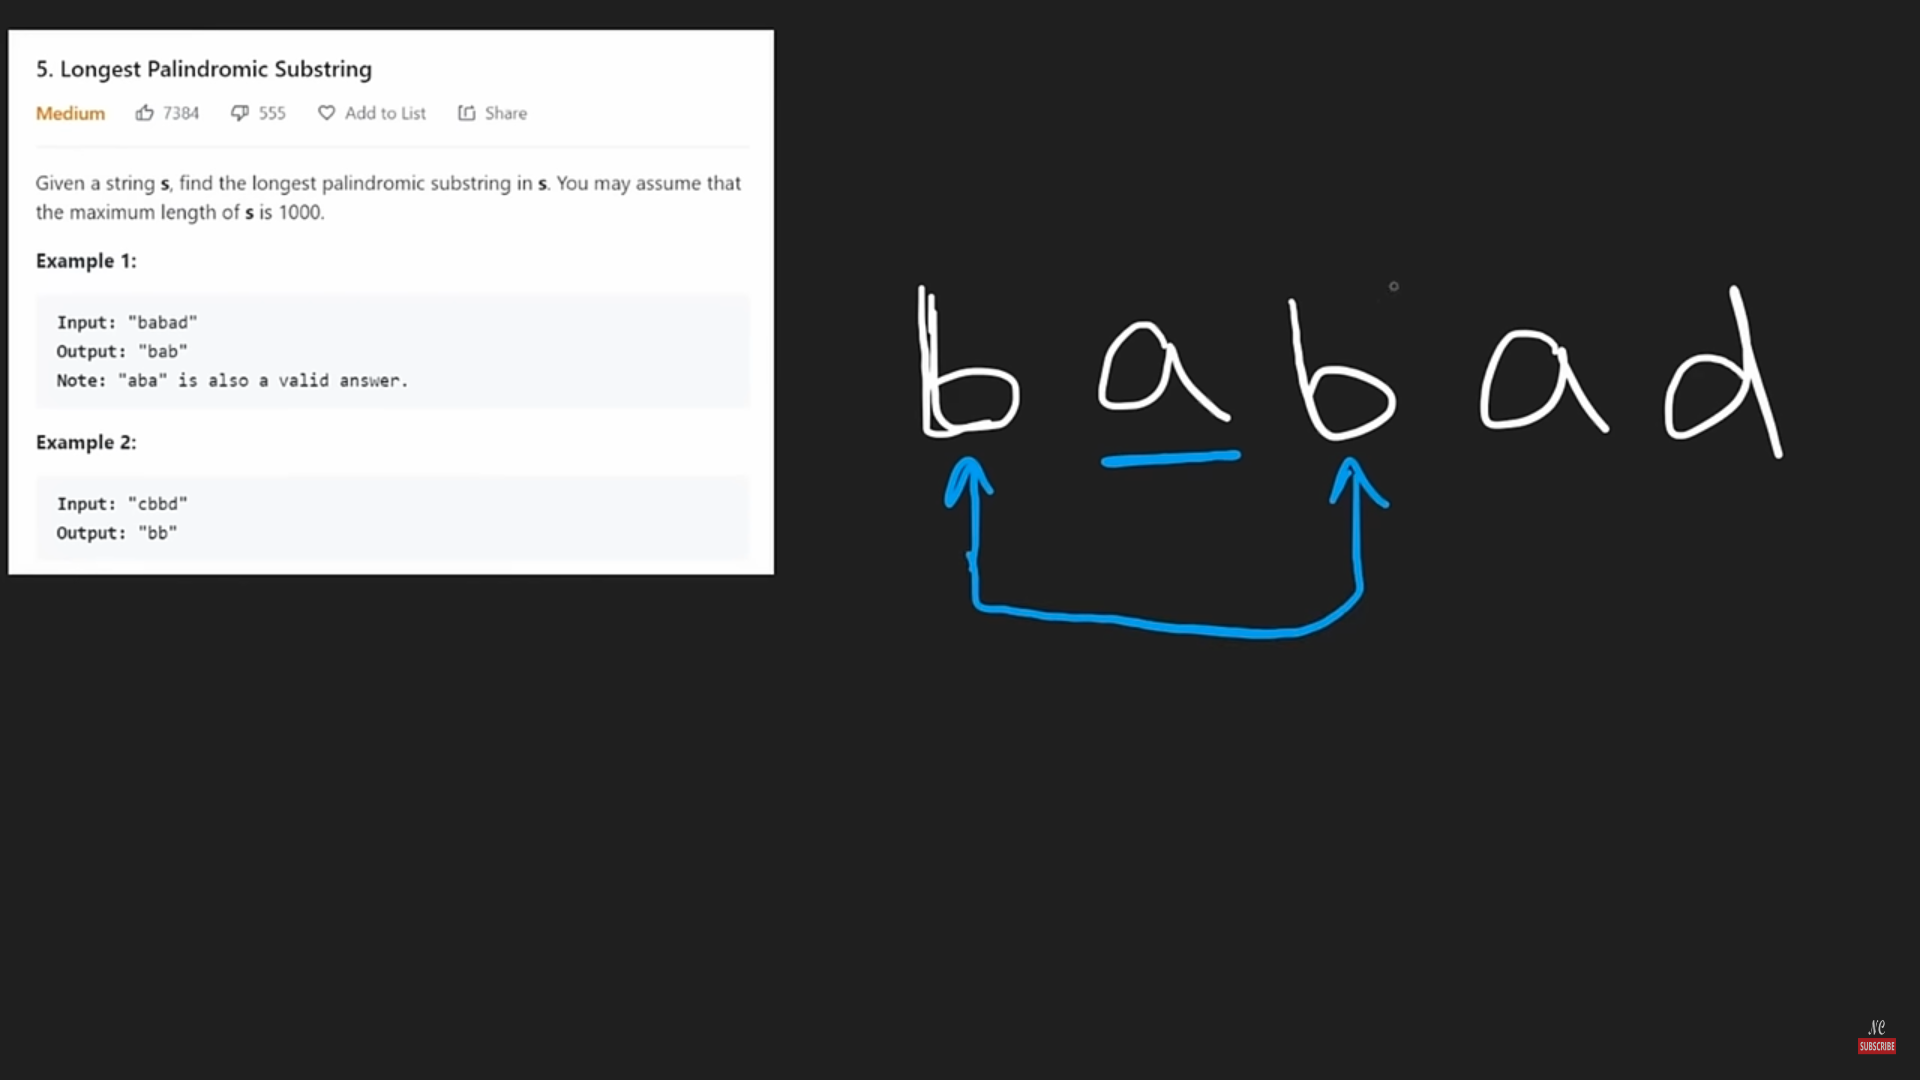 5. Longest Palindromic Substring
Medium 7384 555 Add to List Share
Given a string s, find the longest palindromic substring in s. You may assume that
the maximum length of s is 1000.
Example 1:
Input: "babad"
Output: "bab"
Note: "aba" is also a valid answer.
Example 2:
Input: "cbbd"
Output: "bb"
b a b a d
NC
SUBSCRIBE